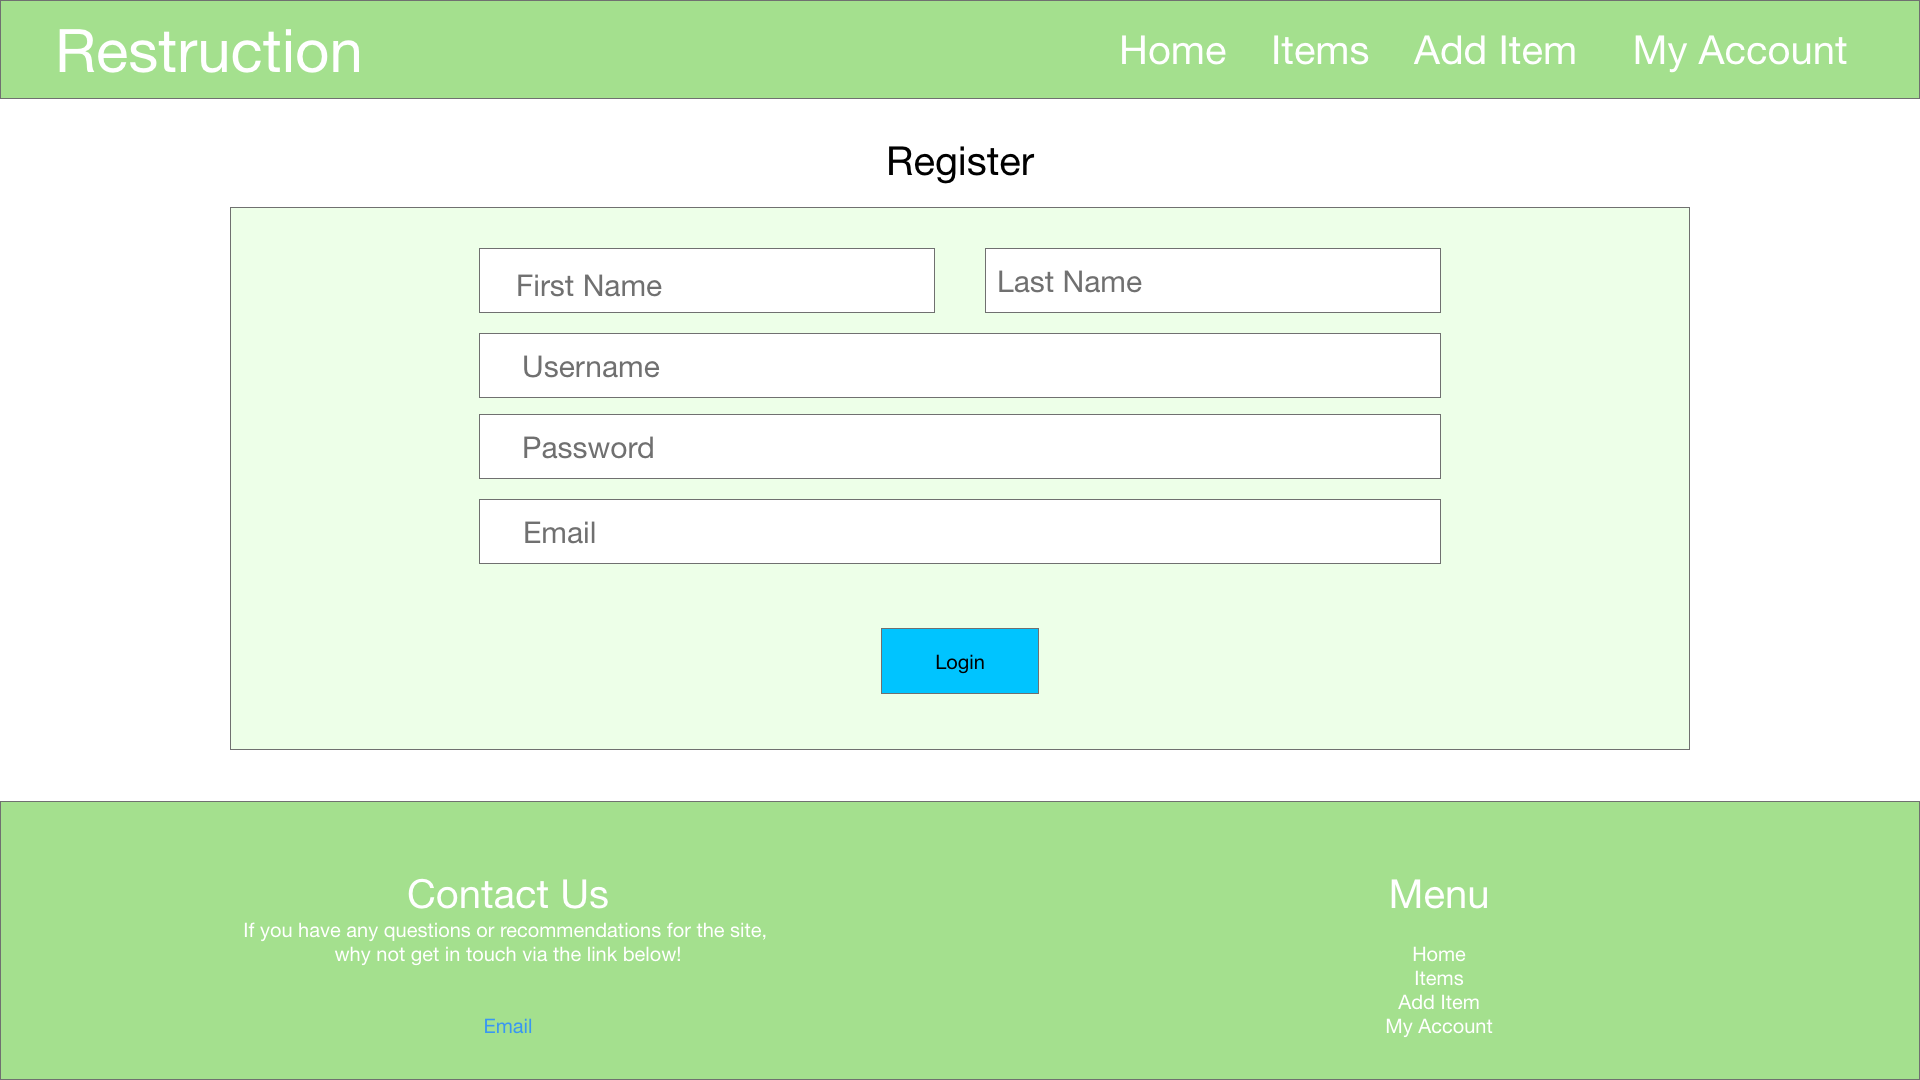 Restruction
Home Items Add Item My Account
Register
First Name
Last Name
Username
Password
Email
Login
Contact Us
If you have any questions or recommendations for the site,
why not get in touch via the link below!
Email
Menu
Home
Items
Add Item
My Account